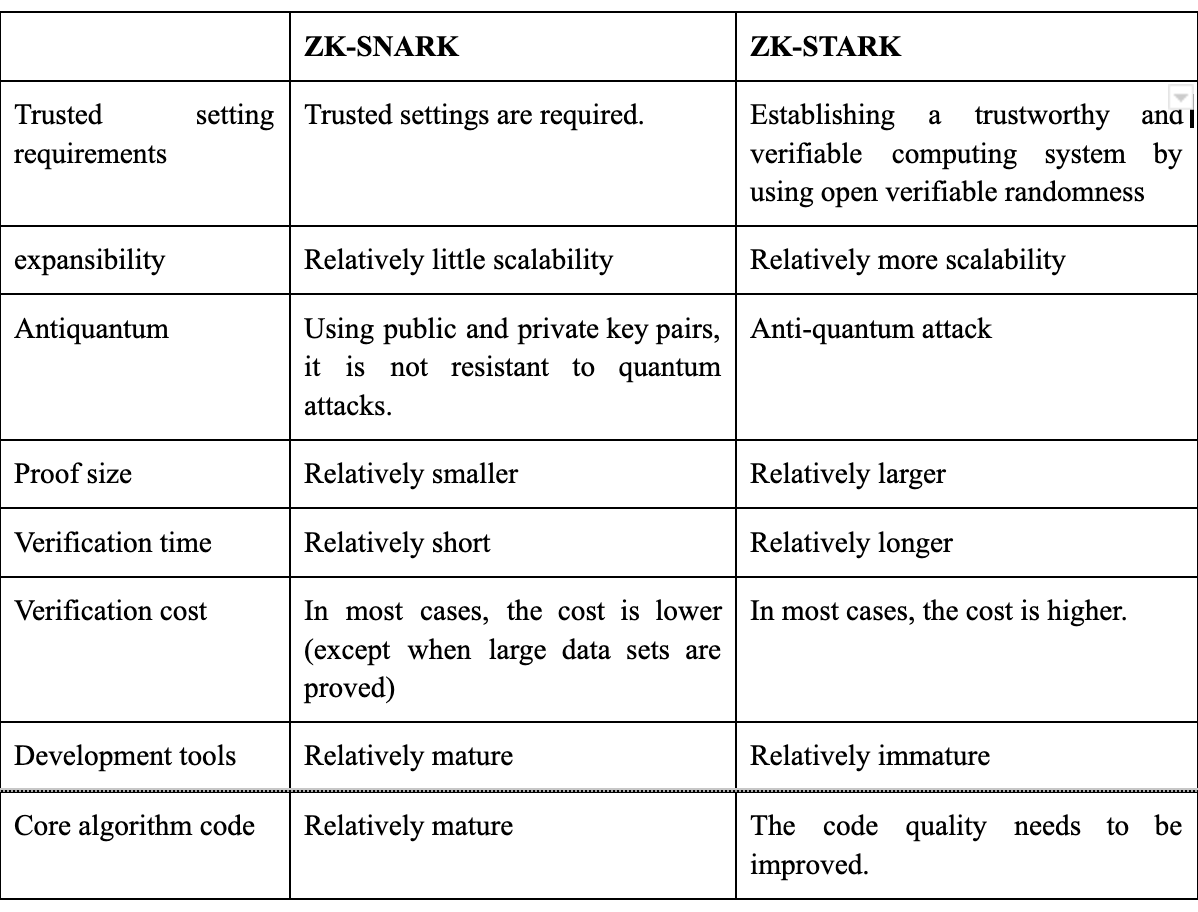 ZK-SNARK ZK-STARK
Trusted setting
requirements
Trusted settings are required.
Establishing a trustworthy and
verifiable computing system by
using open verifiable randomness
expansibility
Relatively little scalability
Relatively more scalability
Antiquantum
Using public and private key pairs,
it is not resistant to quantum
attacks.
Anti-quantum attack
Proof size
Relatively smaller
Relatively larger
Verification time
Relatively short
Relatively longer
Verification cost
In most cases, the cost is lower
(except when large data sets are
proved)
In most cases, the cost is higher.
Development tools
Relatively mature
Relatively immature
Core algorithm code
Relatively mature
The code quality needs to be
improved.